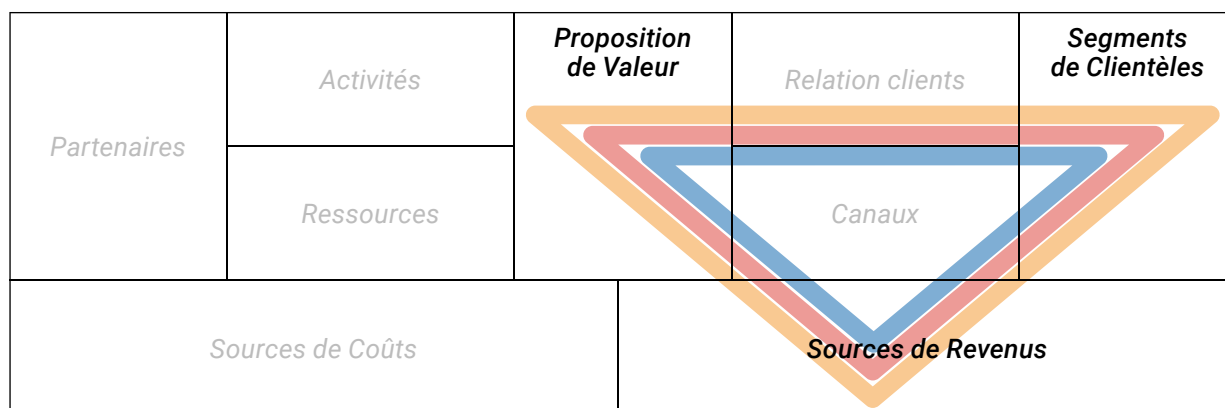 Partenaires
Activités
Ressources
Proposition
de Valeur
Relation clients
Canaux
Segments
de Clientèles
Sources de Coûts
Sources de Revenus